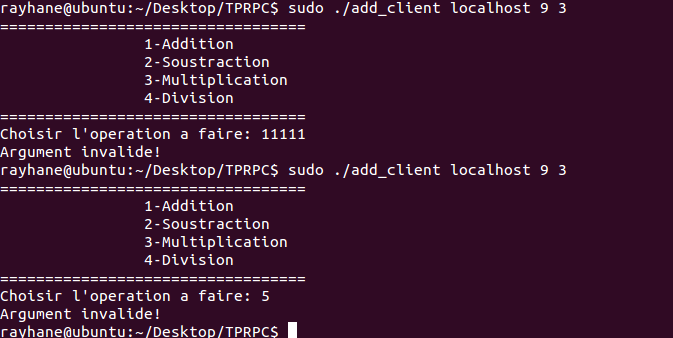 rayhane@ubuntu:~/Desktop/TPRPC$ sudo ./add_client localhost 9 3
==================================
1-Addition
2-Soustraction
3-Multiplication
4-Division
==================================
Choisir l'operation a faire: 11111
Argument invalide!
rayhane@ubuntu:~/Desktop/TPRPC$ sudo ./add_client localhost 9 3
==================================
1-Addition
2-Soustraction
3-Multiplication
4-Division
==================================
Choisir l'operation a faire: 5
Argument invalide!
rayhane@ubuntu:~/Desktop/TPRPC$